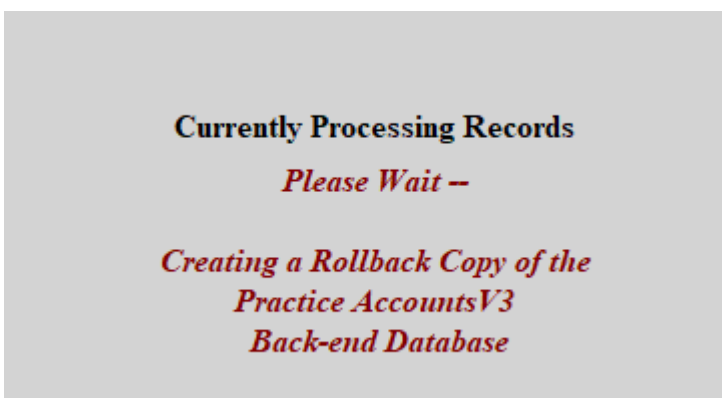 Currently Processing Records
Please Wait --
Creating a Rollback Copy of the
Practice AccountsV3
Back-end Database